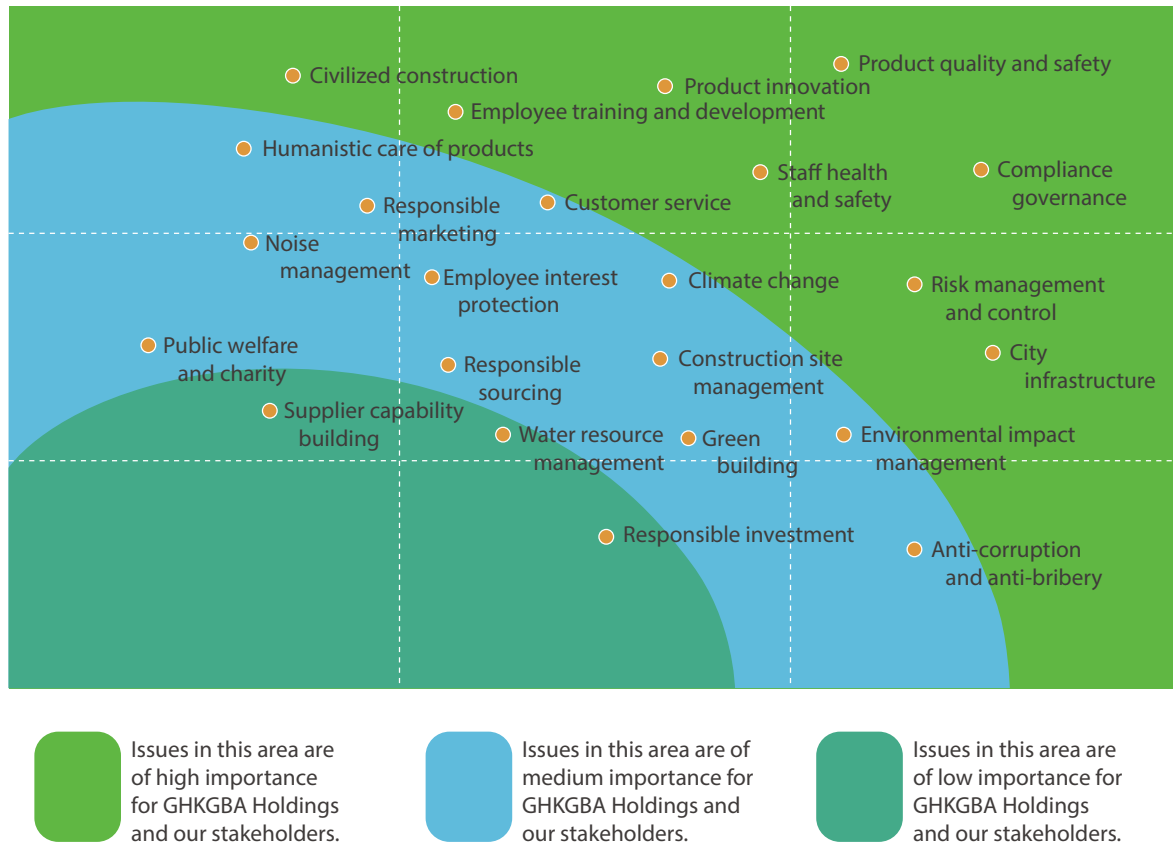 Civilized construction
Product quality and safety
Product innovation
Employee training and development
Humanistic care of products
Staff health
and safety
Compliance
governance
Responsible
marketing
Customer service
Noise
management
Employee interest
protection
Climate change
Risk management
and control
Public welfare
and charity
Responsible
sourcing
Construction site
management
City
infrastructure
Supplier capability
building
Water resource
management
Green
building
Environmental impact
management
Responsible investment
Anti-corruption
and anti-bribery
Issues in this area are
of high importance
for GHKGBA Holdings
and our stakeholders.
Issues in this area are of
medium importance for
GHKGBA Holdings and
our stakeholders.
Issues in this area are
of low importance for
GHKGBA Holdings
and our stakeholders.